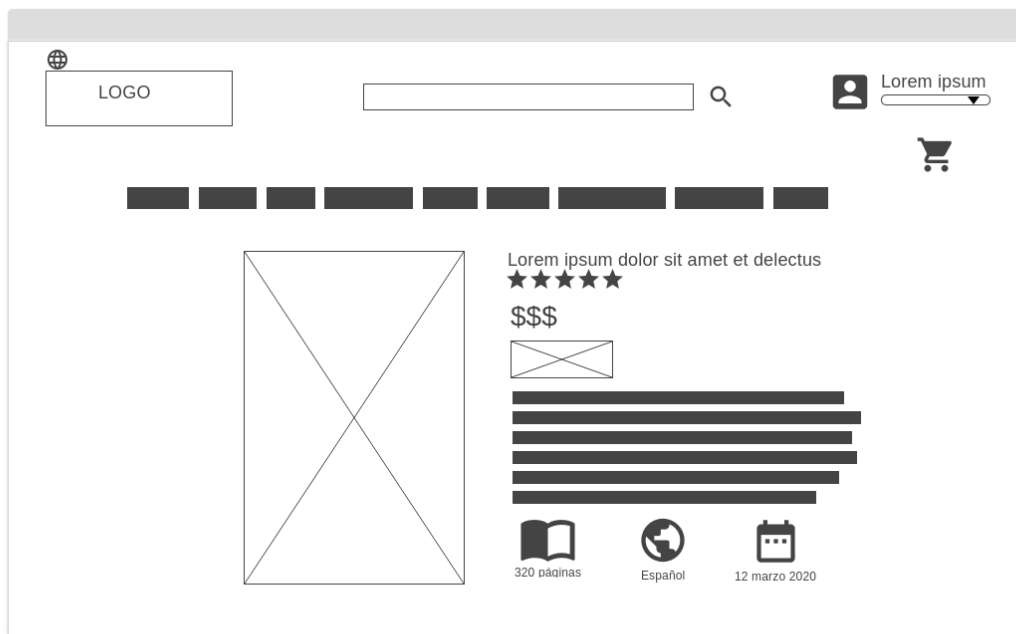 LOGO
Lorem ipsum
Lorem ipsum dolor sit amet et delectus
$$$
320 páginas
Español
12 marzo 2020